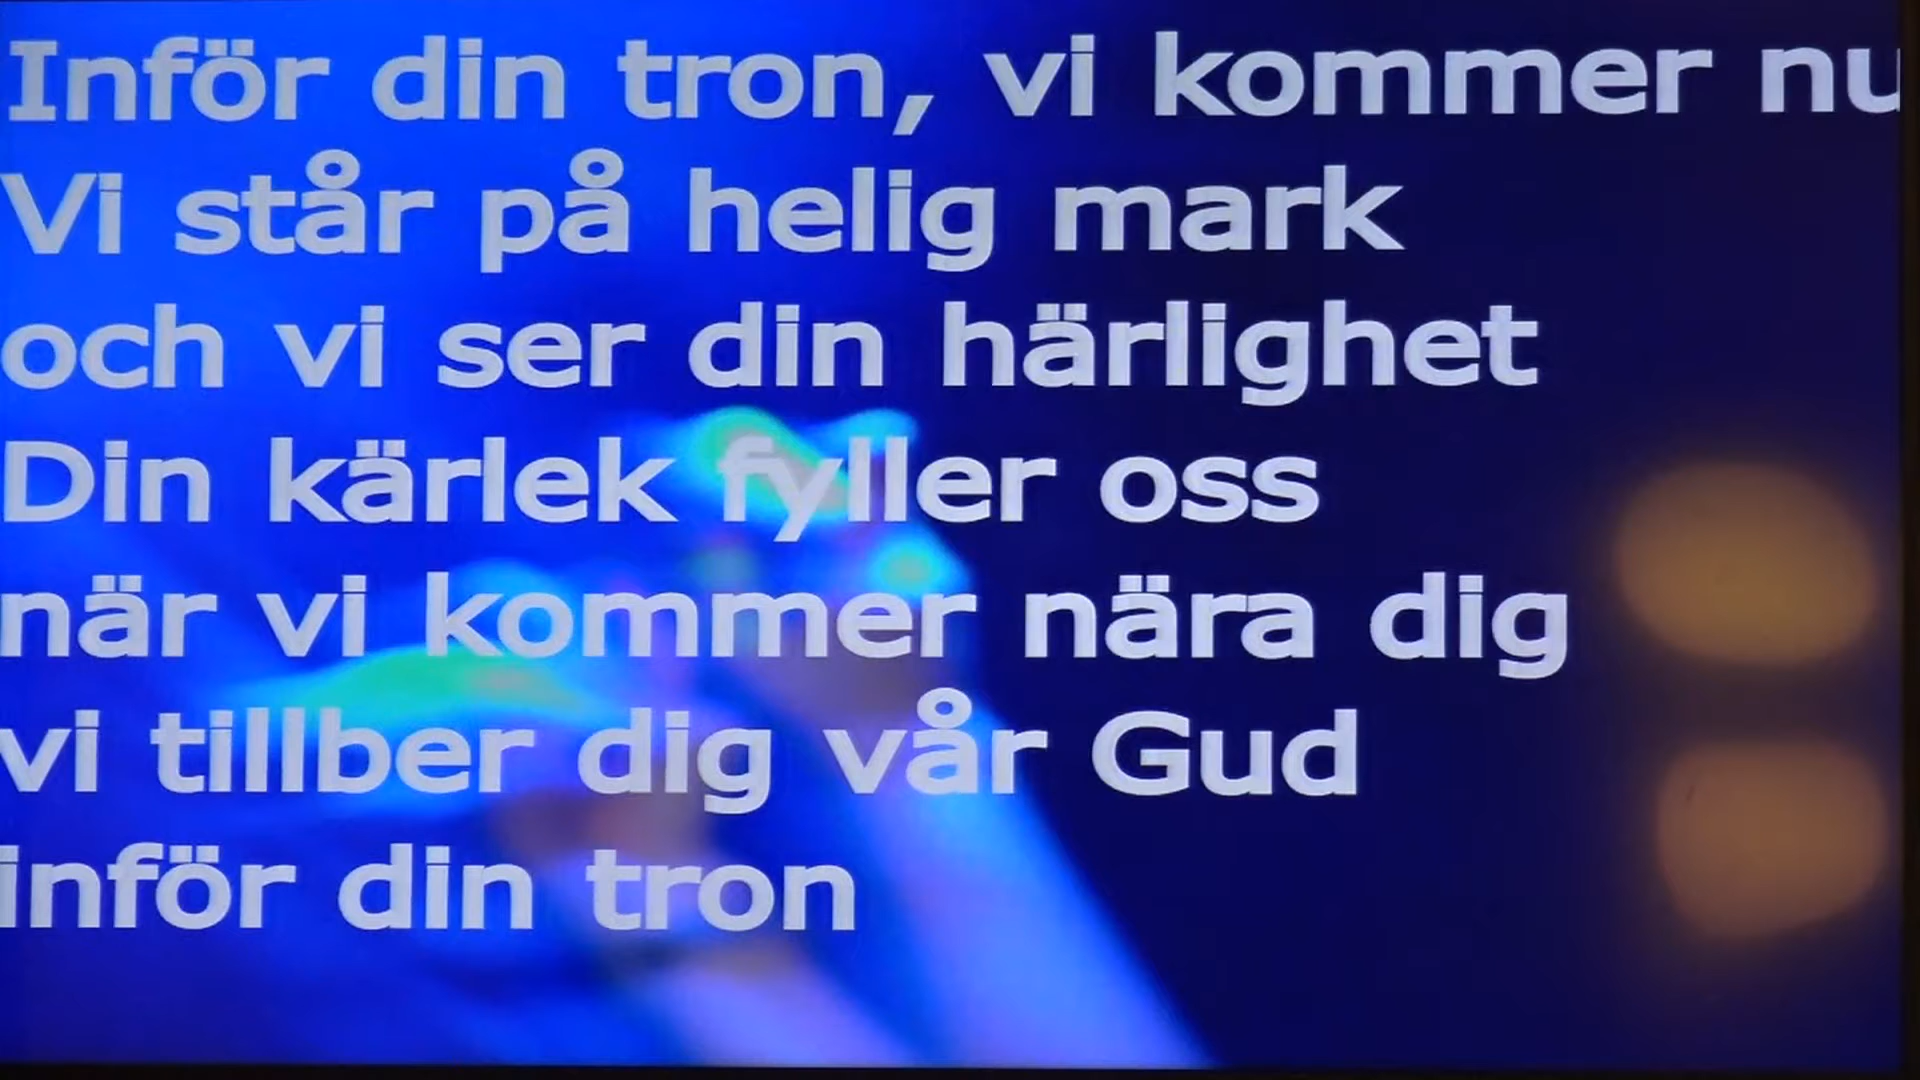 Inför din tron, vi kommer nu
Vi står på helig mark
och vi ser din härlighet
Din kärlek fyller oss
när vi kommer nära dig
vi tillber dig vår Gud
inför din tron